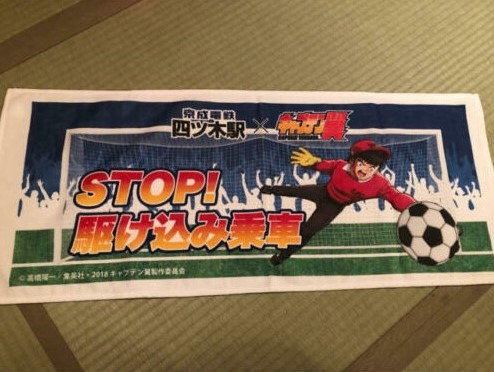 京成電鉄
四ツ木駅 × キャプテン翼
STOP!
駆け込み乗車
© 高橋陽一／集英社・2018 キャプテン翼製作委員会